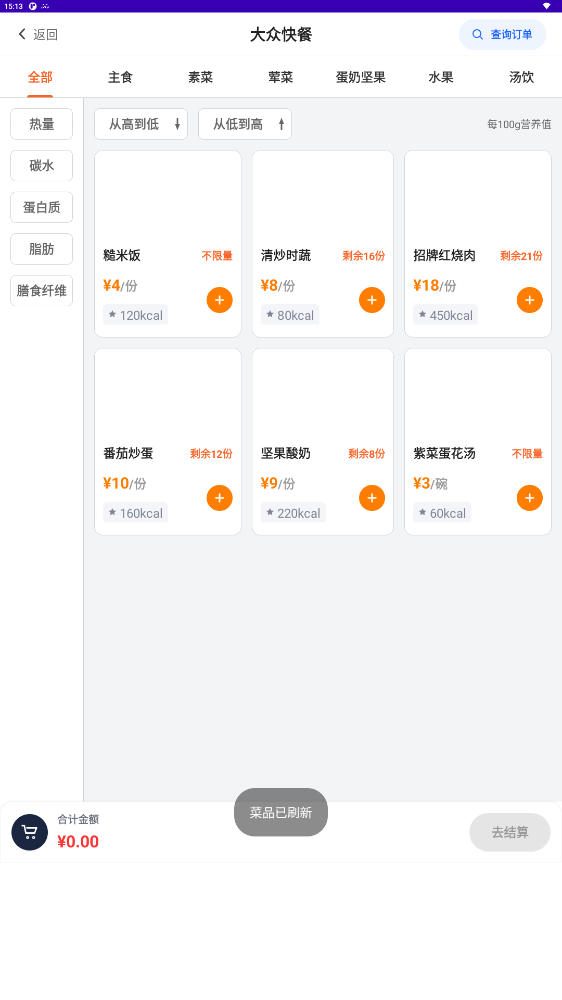 15:13
返回
大众快餐
查询订单
全部 主食 素菜 荤菜 蛋奶坚果 水果 汤饮
热量
碳水
蛋白质
脂肪
膳食纤维
从高到低 从低到高 每100g营养值
糙米饭 不限量
¥4/份
120kcal
清炒时蔬 剩余16份
¥8/份
80kcal
招牌红烧肉 剩余21份
¥18/份
450kcal
番茄炒蛋 剩余12份
¥10/份
160kcal
坚果酸奶 剩余8份
¥9/份
220kcal
紫菜蛋花汤 不限量
¥3/碗
60kcal
菜品已刷新
合计金额
¥0.00
去结算